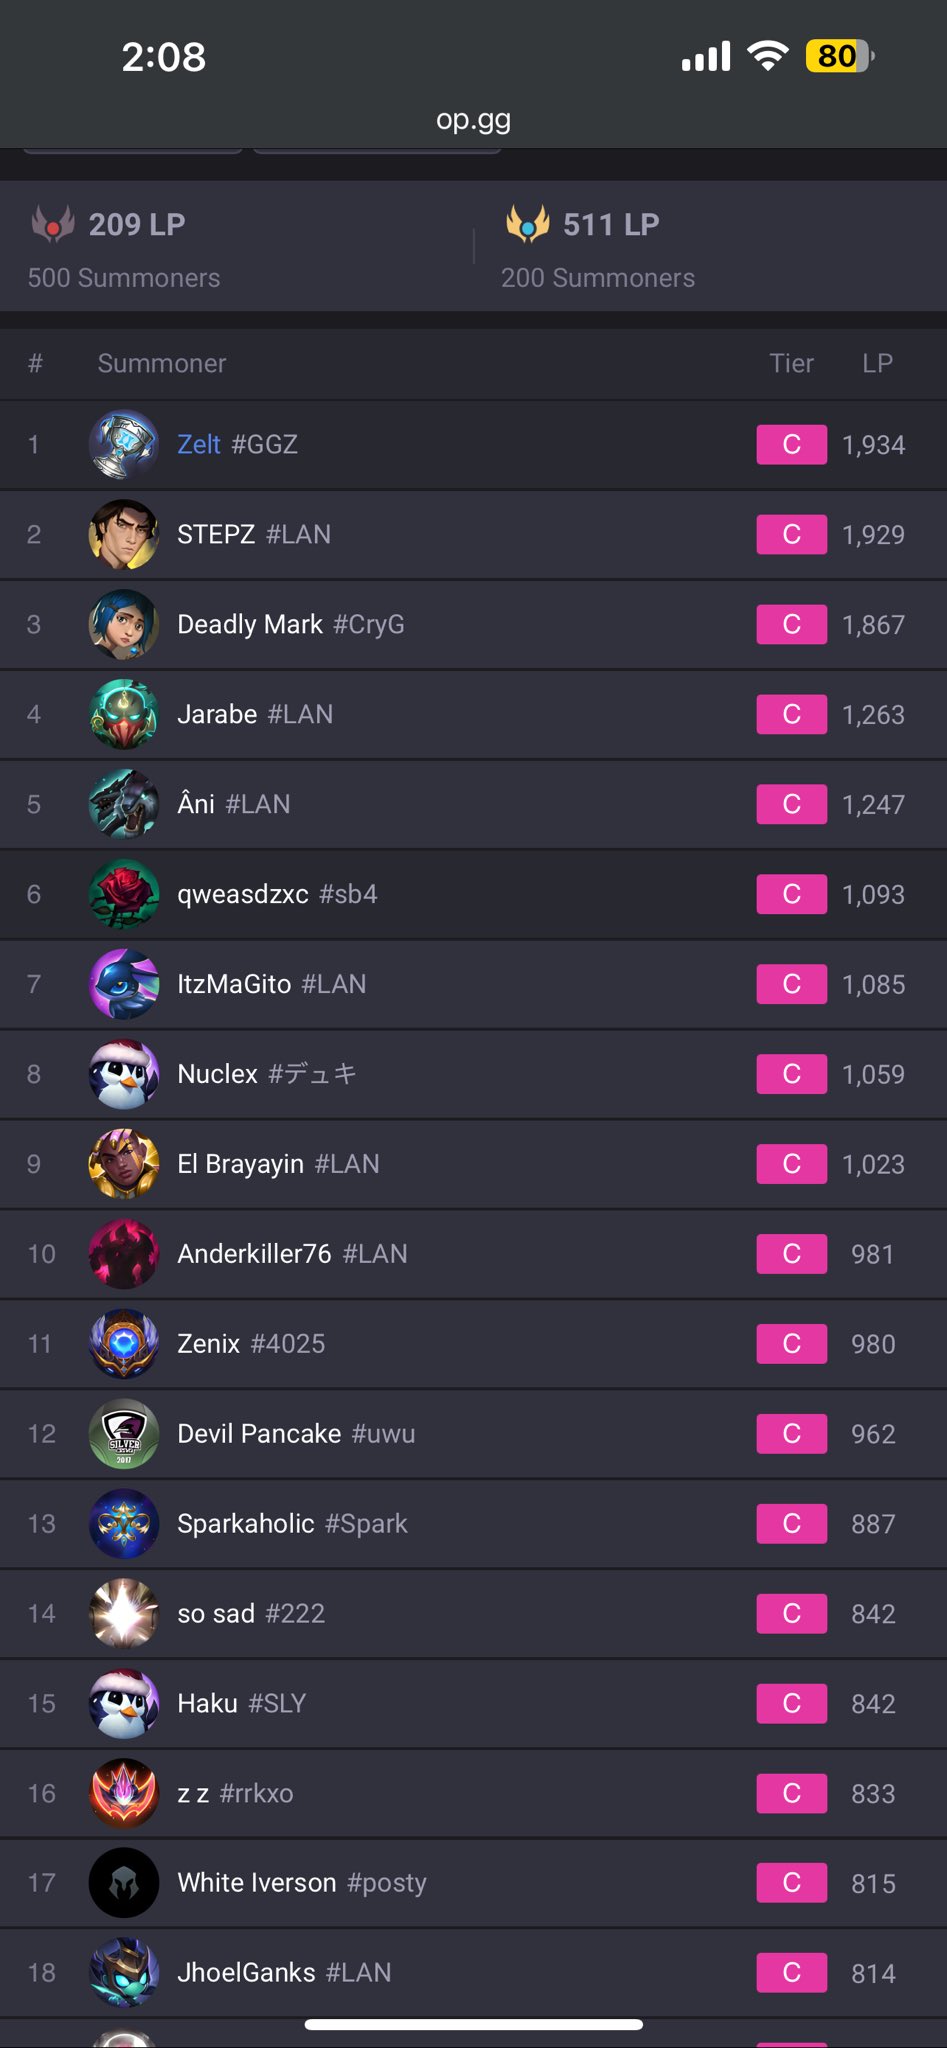 2:08
80
op.gg
209 LP 511 LP
500 Summoners 200 Summoners
# Summoner Tier LP
1 Zelt #GGZ C 1,934
2 STEPZ #LAN C 1,929
3 Deadly Mark #CryG C 1,867
4 Jarabe #LAN C 1,263
5 Âni #LAN C 1,247
6 qweasdzxc #sb4 C 1,093
7 ItzMaGito #LAN C 1,085
8 Nuclex #デュキ C 1,059
9 El Brayayin #LAN C 1,023
10 Anderkiller76 #LAN C 981
11 Zenix #4025 C 980
SILVER
2017
12 Devil Pancake #uwu C 962
13 Sparkaholic #Spark C 887
14 so sad #222 C 842
15 Haku #SLY C 842
16 z z #rrkxo C 833
17 White Iverson #posty C 815
18 JhoelGanks #LAN C 814